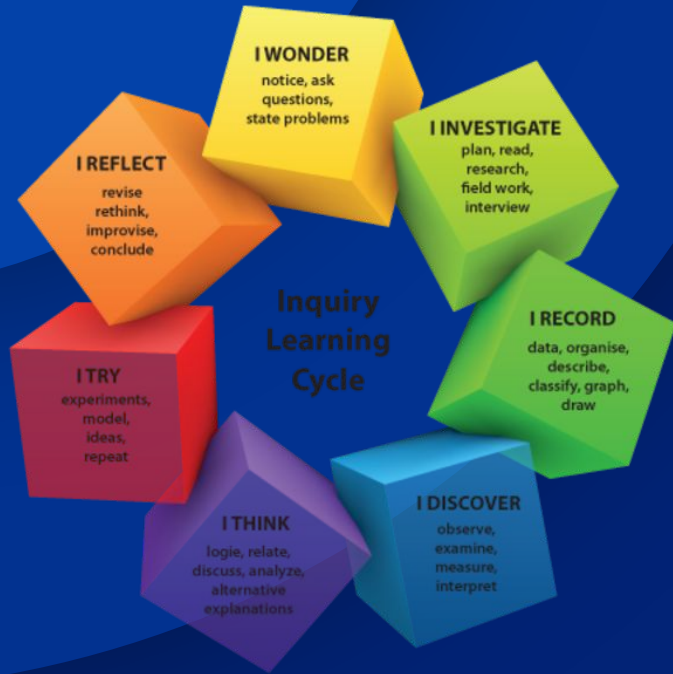 I WONDER
notice, ask
questions,
state problems
I INVESTIGATE
plan, read,
research,
field work,
interview
I RECORD
data, organise,
describe,
classify, graph,
draw
I DISCOVER
observe,
examine,
measure,
interpret
I THINK
logie, relate,
discuss, analyze,
alternative
explanations
I TRY
experiments,
model,
ideas,
repeat
I REFLECT
revise
rethink,
improvise,
conclude
Inquiry
Learning
Cycle